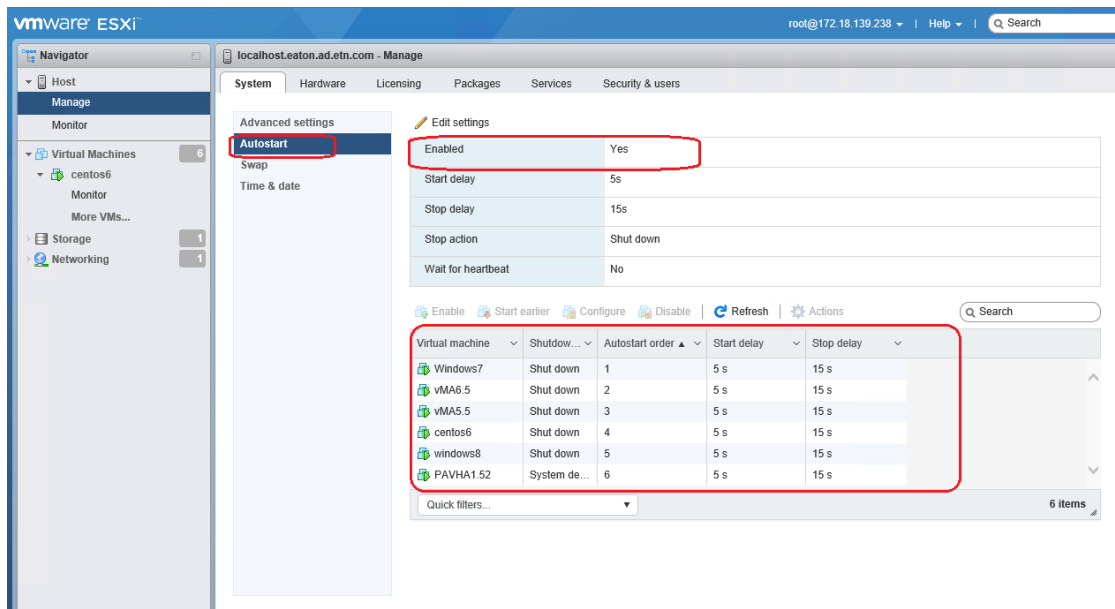 vmware ESXi
root@172.18.139.238 | Help | Search
Navigator
Host
Manage
Monitor
Virtual Machines 6
centos6
Monitor
More VMs...
Storage 1
Networking 1
localhost.eaton.ad.etn.com - Manage
System Hardware Licensing Packages Services Security & users
Advanced settings
Autostart
Swap
Time & date
Edit settings
Enabled Yes
Start delay 5s
Stop delay 15s
Stop action Shut down
Wait for heartbeat No
Enable Start earlier Configure Disable | Refresh | Actions Search
Virtual machine Shutdow... Autostart order Start delay Stop delay
Windows7 Shut down 1 5 s 15 s
vMA6.5 Shut down 2 5 s 15 s
vMA5.5 Shut down 3 5 s 15 s
centos6 Shut down 4 5 s 15 s
windows8 Shut down 5 5 s 15 s
PAVHA1.52 System de... 6 5 s 15 s
Quick filters... 6 items